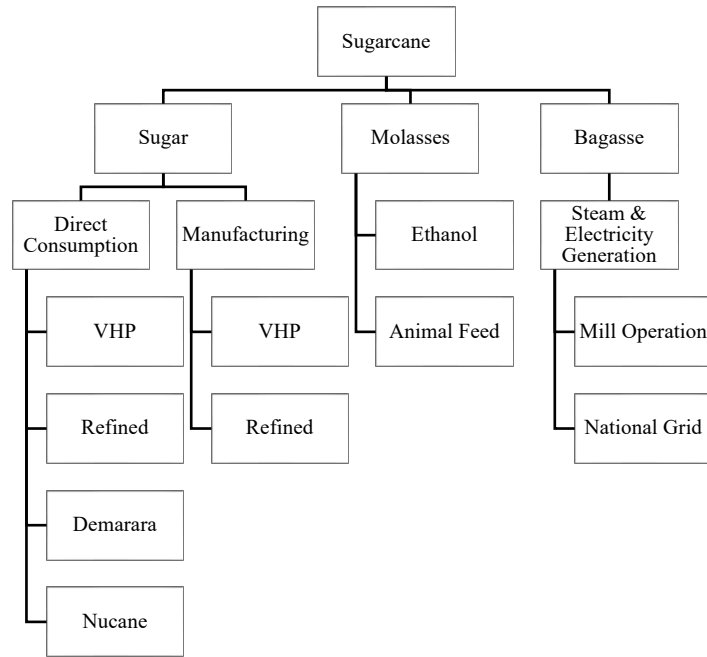 Sugarcane
Sugar
Molasses
Bagasse
Direct
Consumption
Manufacturing
Ethanol
Steam &
Electricity
Generation
VHP
VHP
Animal Feed
Mill Operation
Refined
Refined
National Grid
Demarara
Nucane